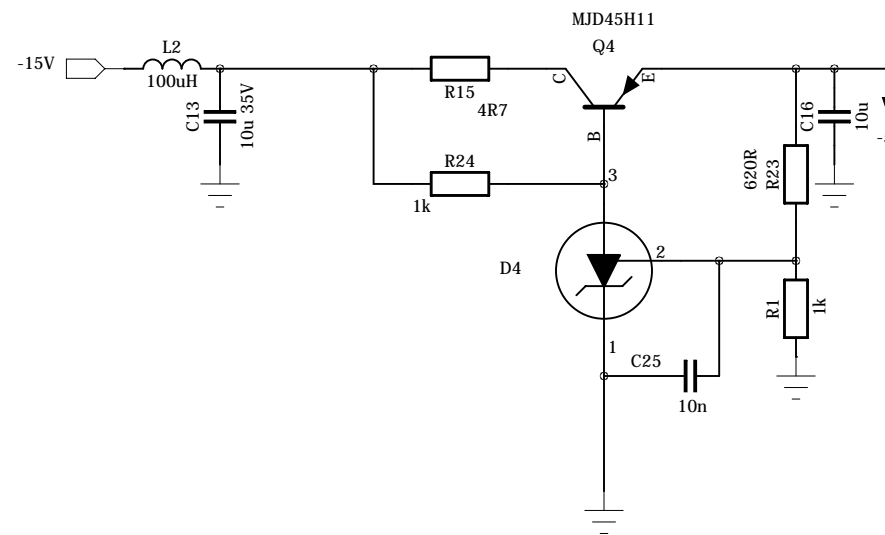 MJD45H11
Q4
-15V
L2
100uH
C13
10u 35V
R15
4R7
C
E
B
C16
10u
R24
1k
3
620R
R23
D4
2
1
R1
1k
C25
10n